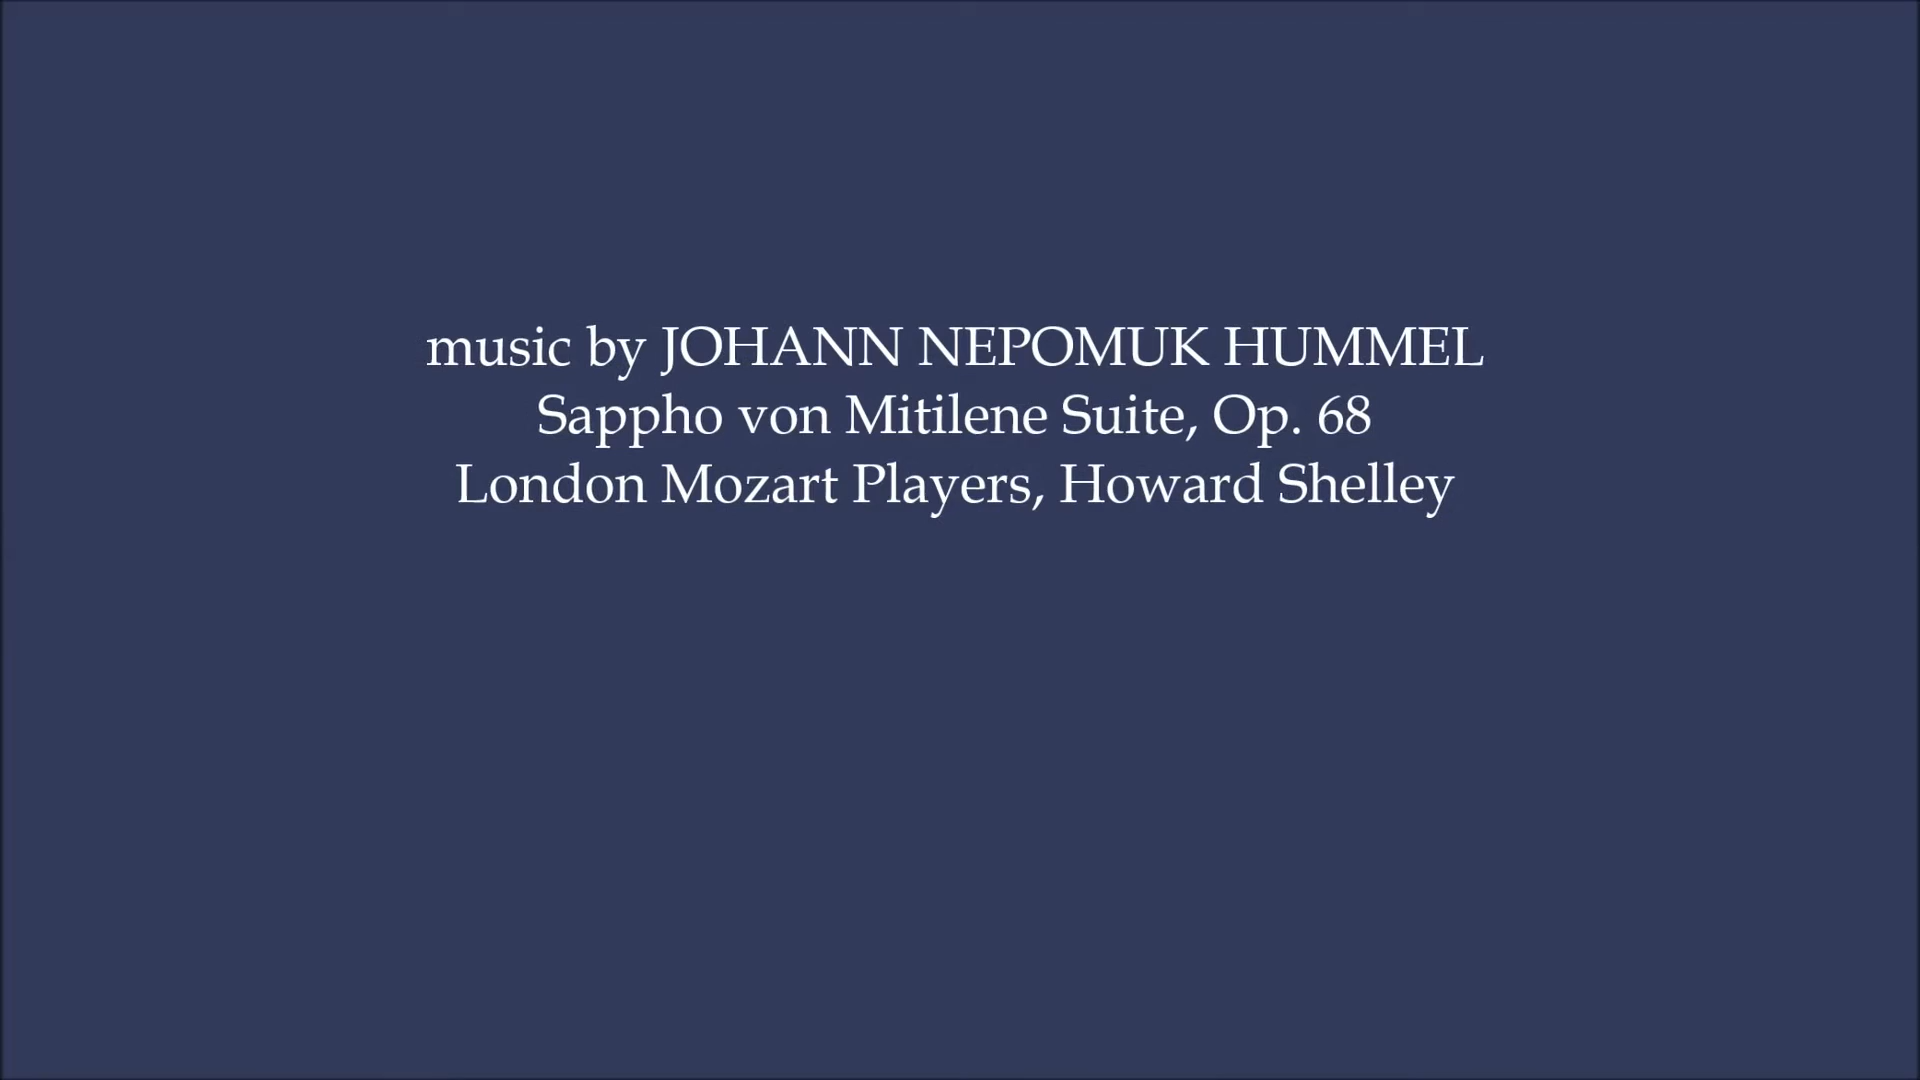 music by JOHANN NEPOMUK HUMMEL
Sappho von Mitilene Suite, Op. 68
London Mozart Players, Howard Shelley